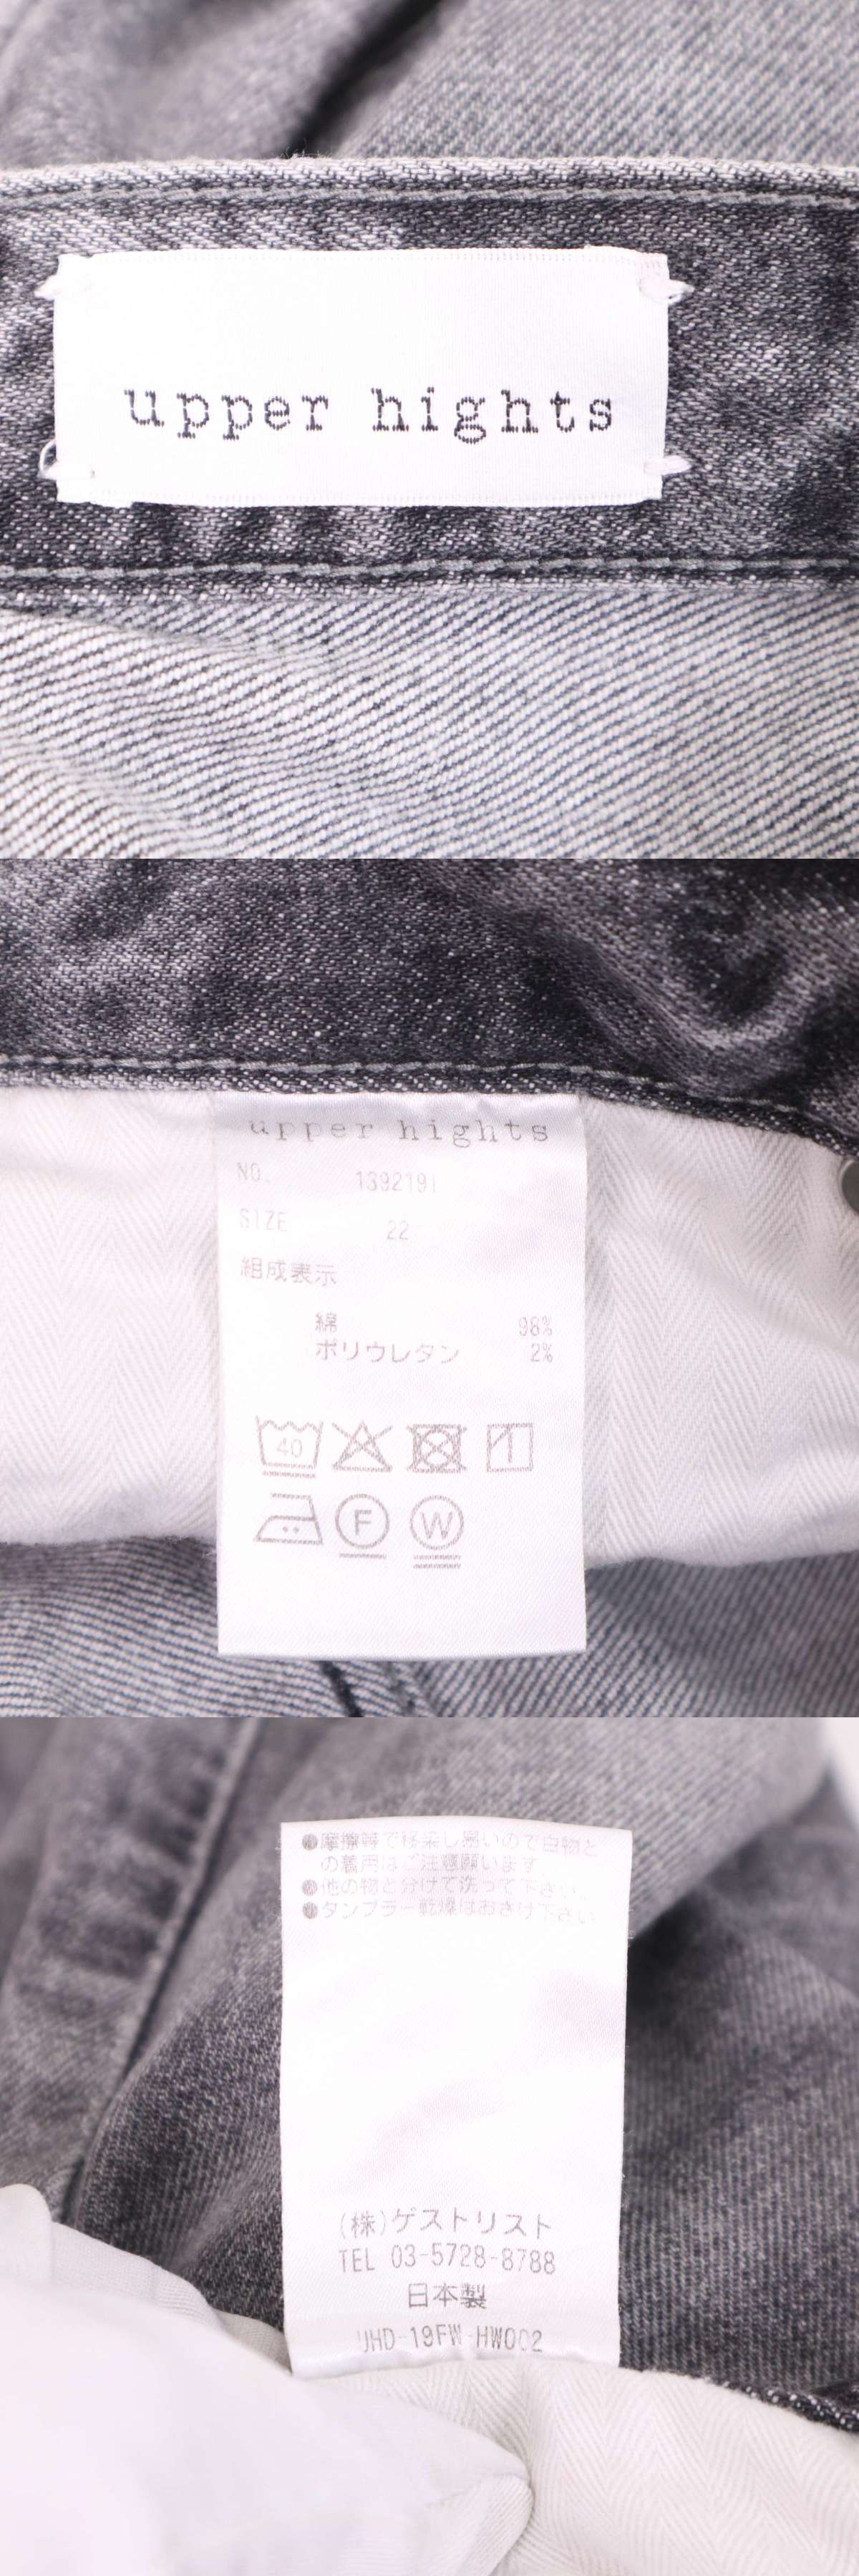 upper hights
upper hights
NO. 1392191
SIZE 22
組成表示
綿 98%
ポリウレタン 2%
40
F W
●摩擦等で移染し易いので白物と
の着用はご注意願います
●他の物と分けて洗って下さい
●タンブラー乾燥はおさけ下さい
(株)ゲストリスト
TEL 03-5728-8788
日本製
UHD-19FW-HW002